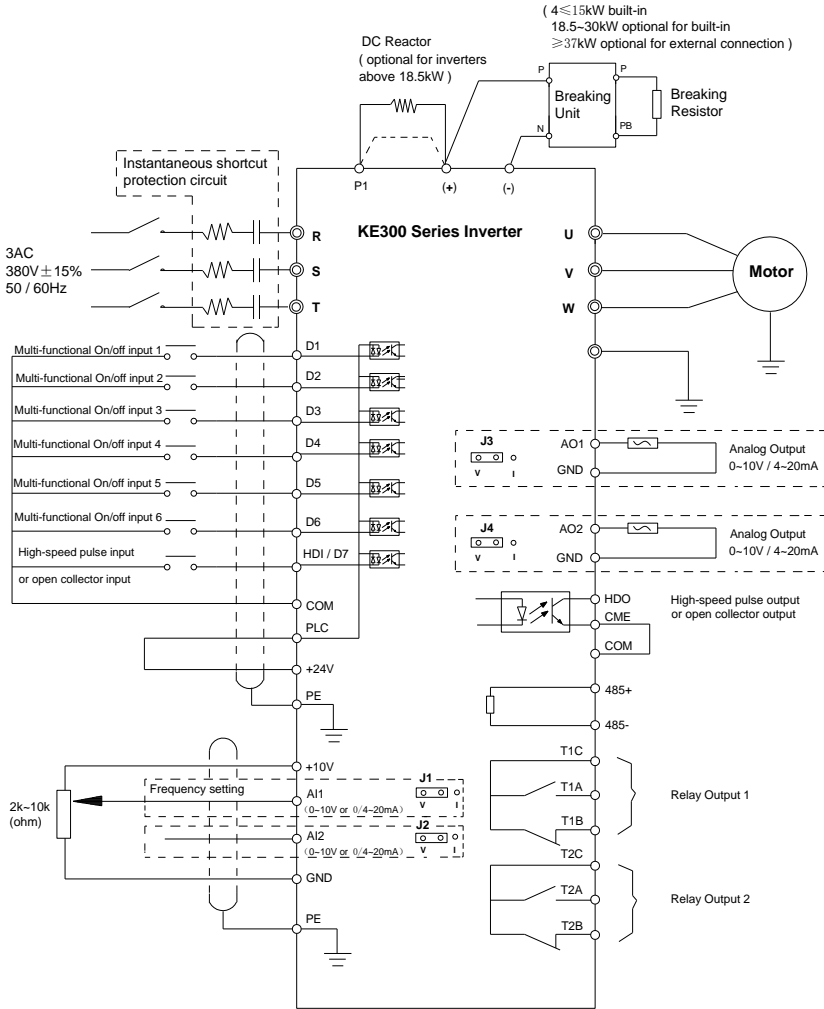 ( 4≤15kW built-in
18.5~30kW optional for built-in
≥37kW optional for external connection )
DC Reactor
( optional for inverters
above 18.5kW )
P
P
Breaking
Unit
Breaking
Resistor
N
PB
Instantaneous shortcut
protection circuit
P1
(+)
(-)
KE300 Series Inverter
R
S
T
U
V
W
Motor
3AC
380V±15%
50 / 60Hz
Multi-functional On/off input 1
D1
Multi-functional On/off input 2
D2
Multi-functional On/off input 3
D3
Multi-functional On/off input 4
D4
Multi-functional On/off input 5
D5
Multi-functional On/off input 6
D6
High-speed pulse input
or open collector input
HDI / D7
COM
PLC
+24V
PE
J3
V
I
AO1
GND
Analog Output
0~10V / 4~20mA
J4
V
I
AO2
GND
Analog Output
0~10V / 4~20mA
HDO
CME
COM
High-speed pulse output
or open collector output
485+
485-
+10V
Frequency setting
AI1
(0~10V or 0/4~20mA)
J1
V
I
2k~10k
(ohm)
AI2
(0~10V or 0/4~20mA)
J2
V
I
GND
PE
T1C
T1A
T1B
Relay Output 1
T2C
T2A
T2B
Relay Output 2